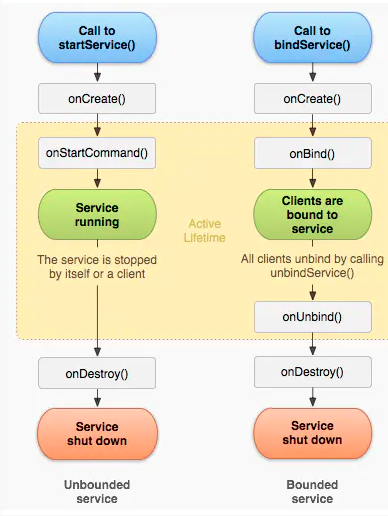 Call to
startService()
onCreate()
onStartCommand()
Service
running
The service is stopped
by itself or a client
onDestroy()
Service
shut down
Unbounded
service
Active
Lifetime
Call to
bindService()
onCreate()
onBind()
Clients are
bound to
service
All clients unbind by calling
unbindService()
onUnbind()
onDestroy()
Service
shut down
Bounded
service